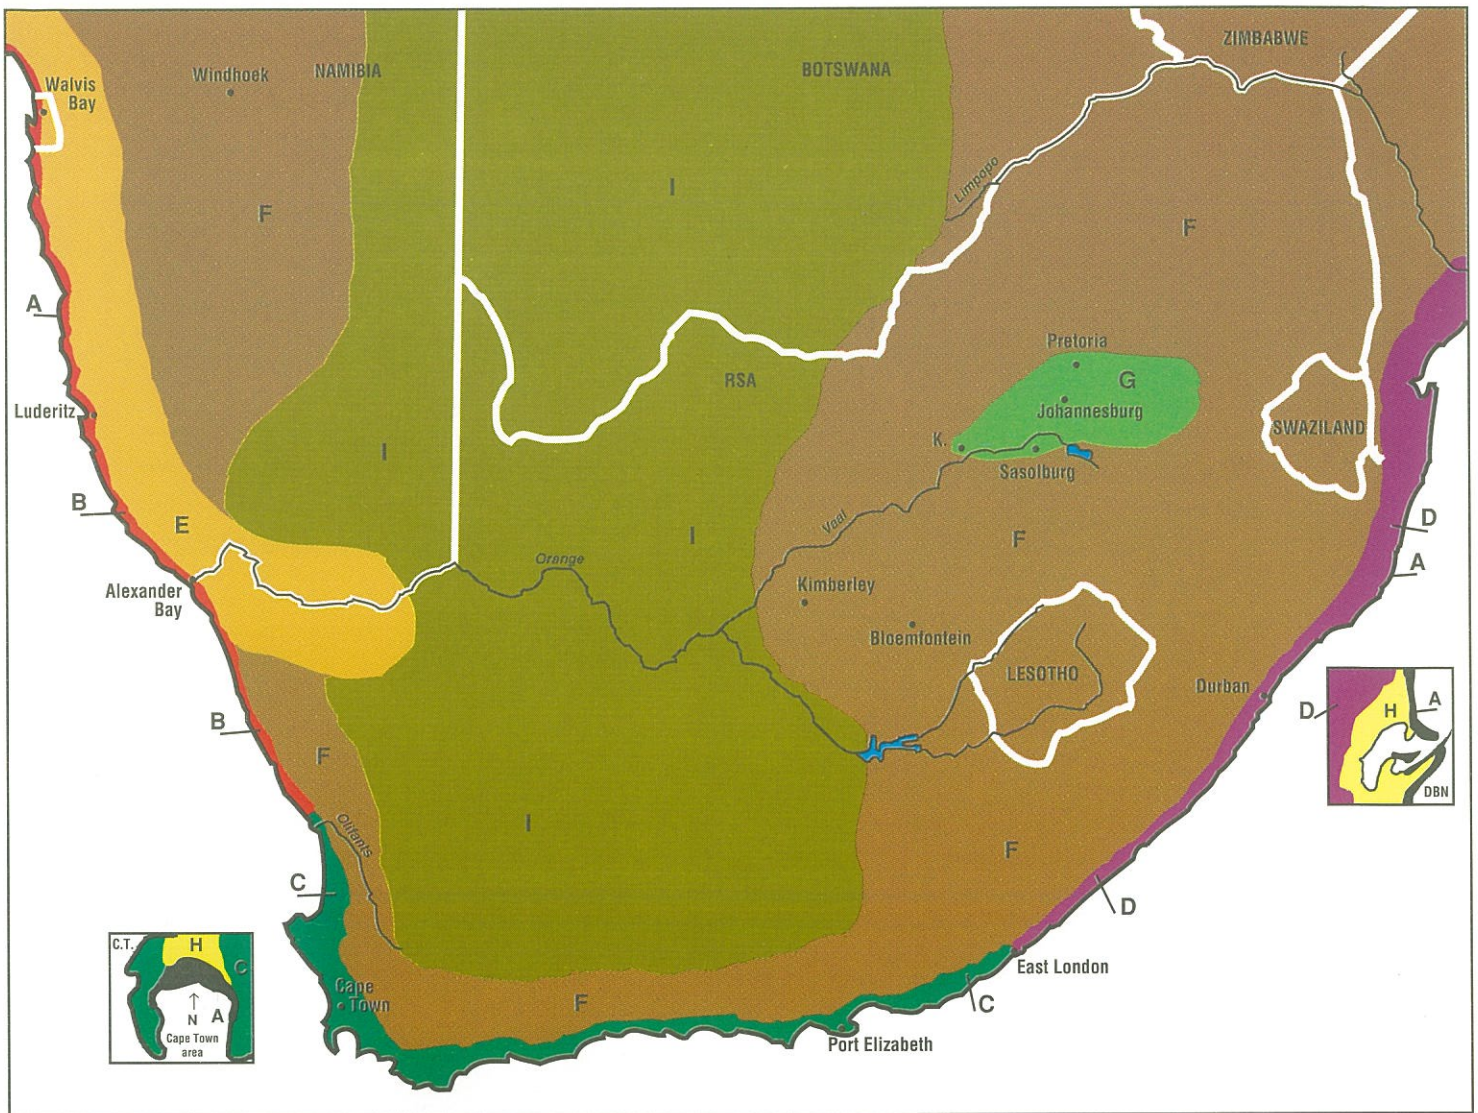 ZIMBABWE
Windhoek
NAMIBIA
BOTSWANA
Walvis
Bay
I
Limpopo
F
F
A
Pretoria
G
RSA
Johannesburg
Luderitz
SWAZILAND
K.
I
Sasolburg
B
E
Vaal
D
I
F
Orange
A
Alexander
Bay
Kimberley
Bloemfontein
LESOTHO
Durban
D
H
A
DBN
B
F
I
Olifants
F
C
D
C.T.
H
C
N
A
Cape Town
area
East London
Cape
Town
F
C
Port Elizabeth